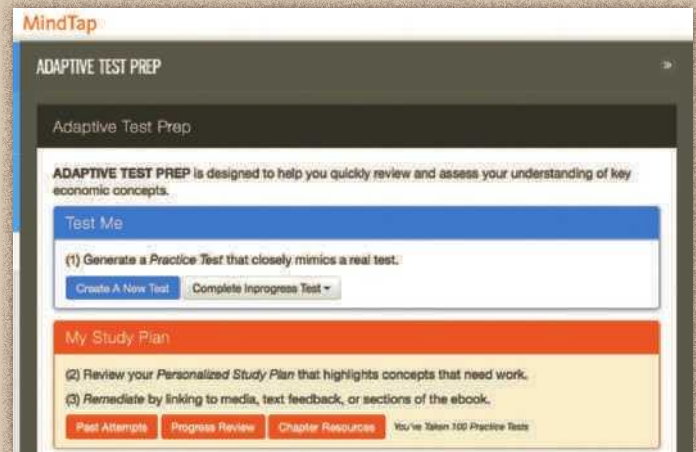 MindTap
ADAPTIVE TEST PREP »
Adaptive Test Prep
ADAPTIVE TEST PREP is designed to help you quickly review and assess your understanding of key
economic concepts.
Test Me
(1) Generate a Practice Test that closely mimics a real test.
Create A New Test Complete Inprogress Test
My Study Plan
(2) Review your Personalized Study Plan that highlights concepts that need work.
(3) Remediate by linking to media, text feedback, or sections of the ebook.
Past Attempts Progress Review Chapter Resources You've Taken 100 Practice Tests